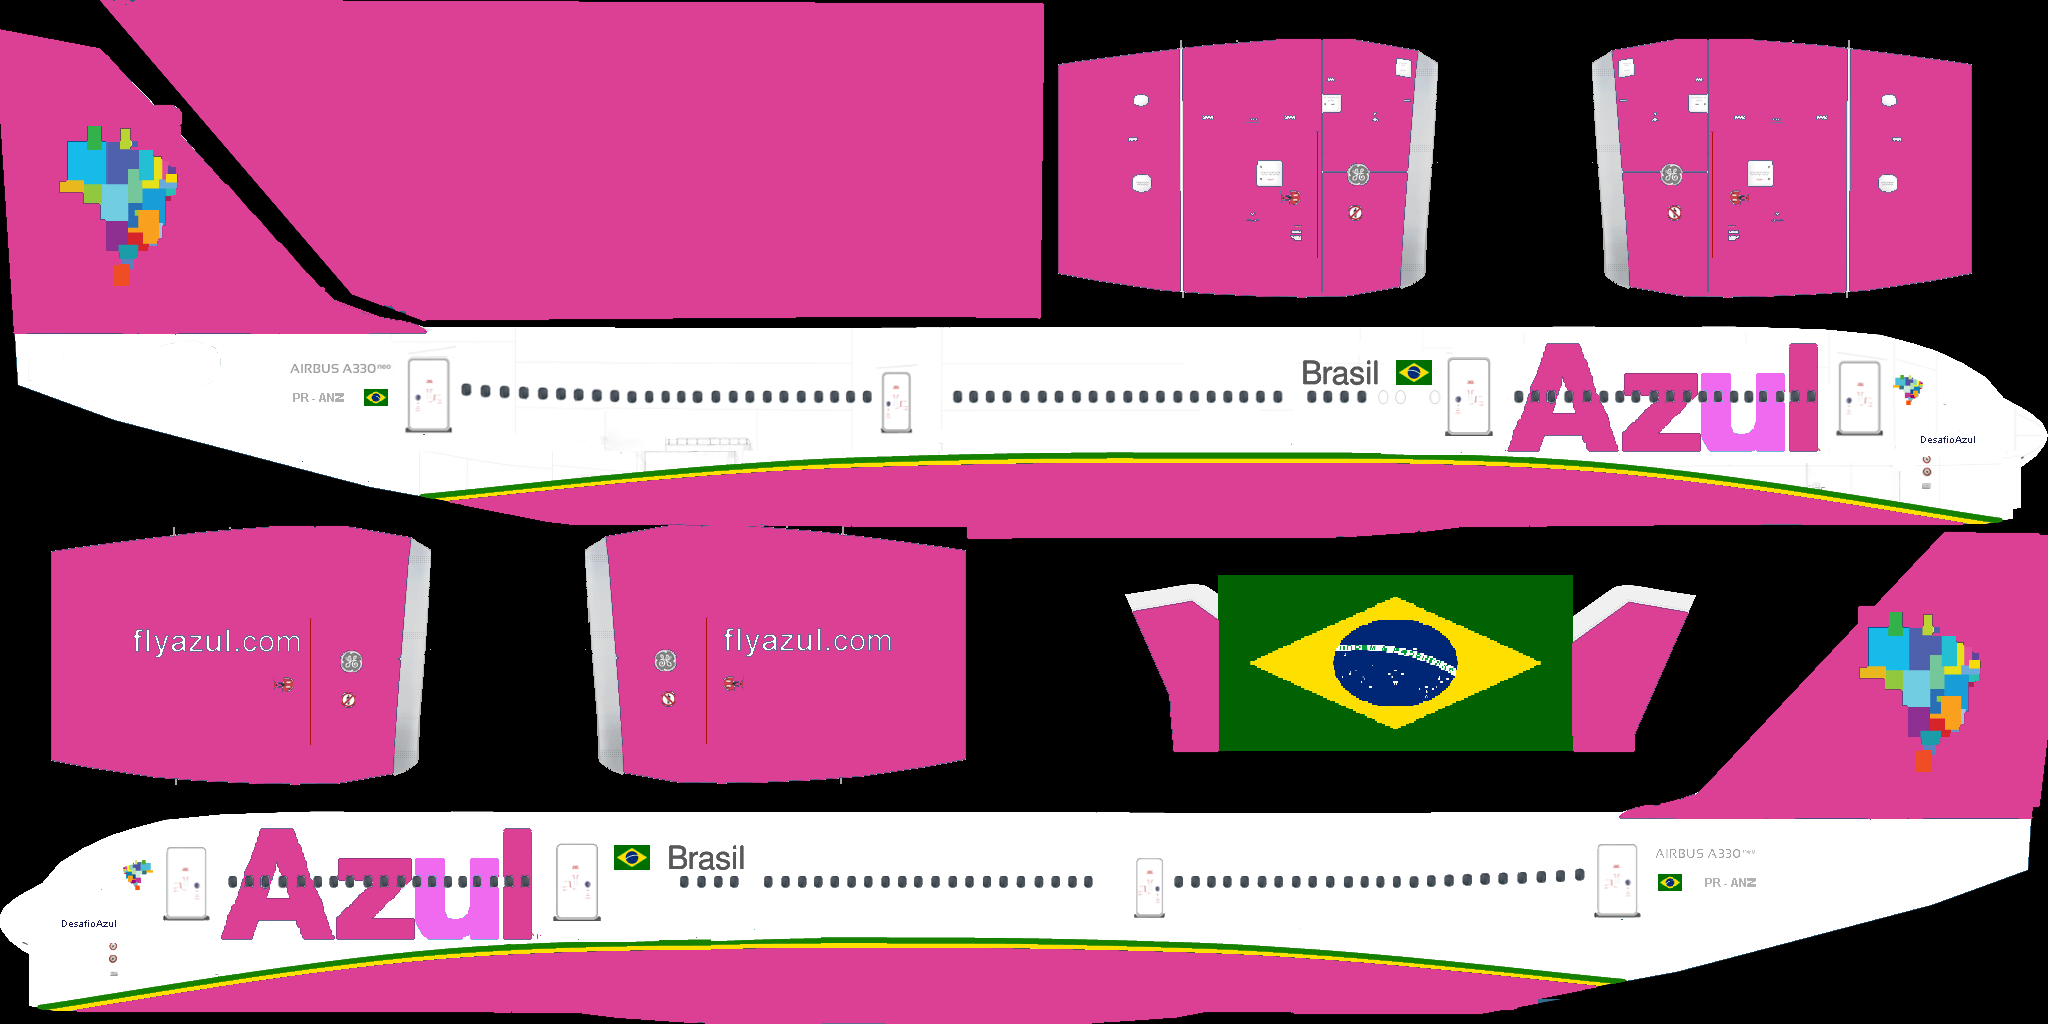 AIRBUS A330neo
PR - ANZ
Brasil
Azul
DesafioAzul
flyazul.com
flyazul.com
DesafioAzul
Azul
Brasil
AIRBUS A330neo
PR - ANZ